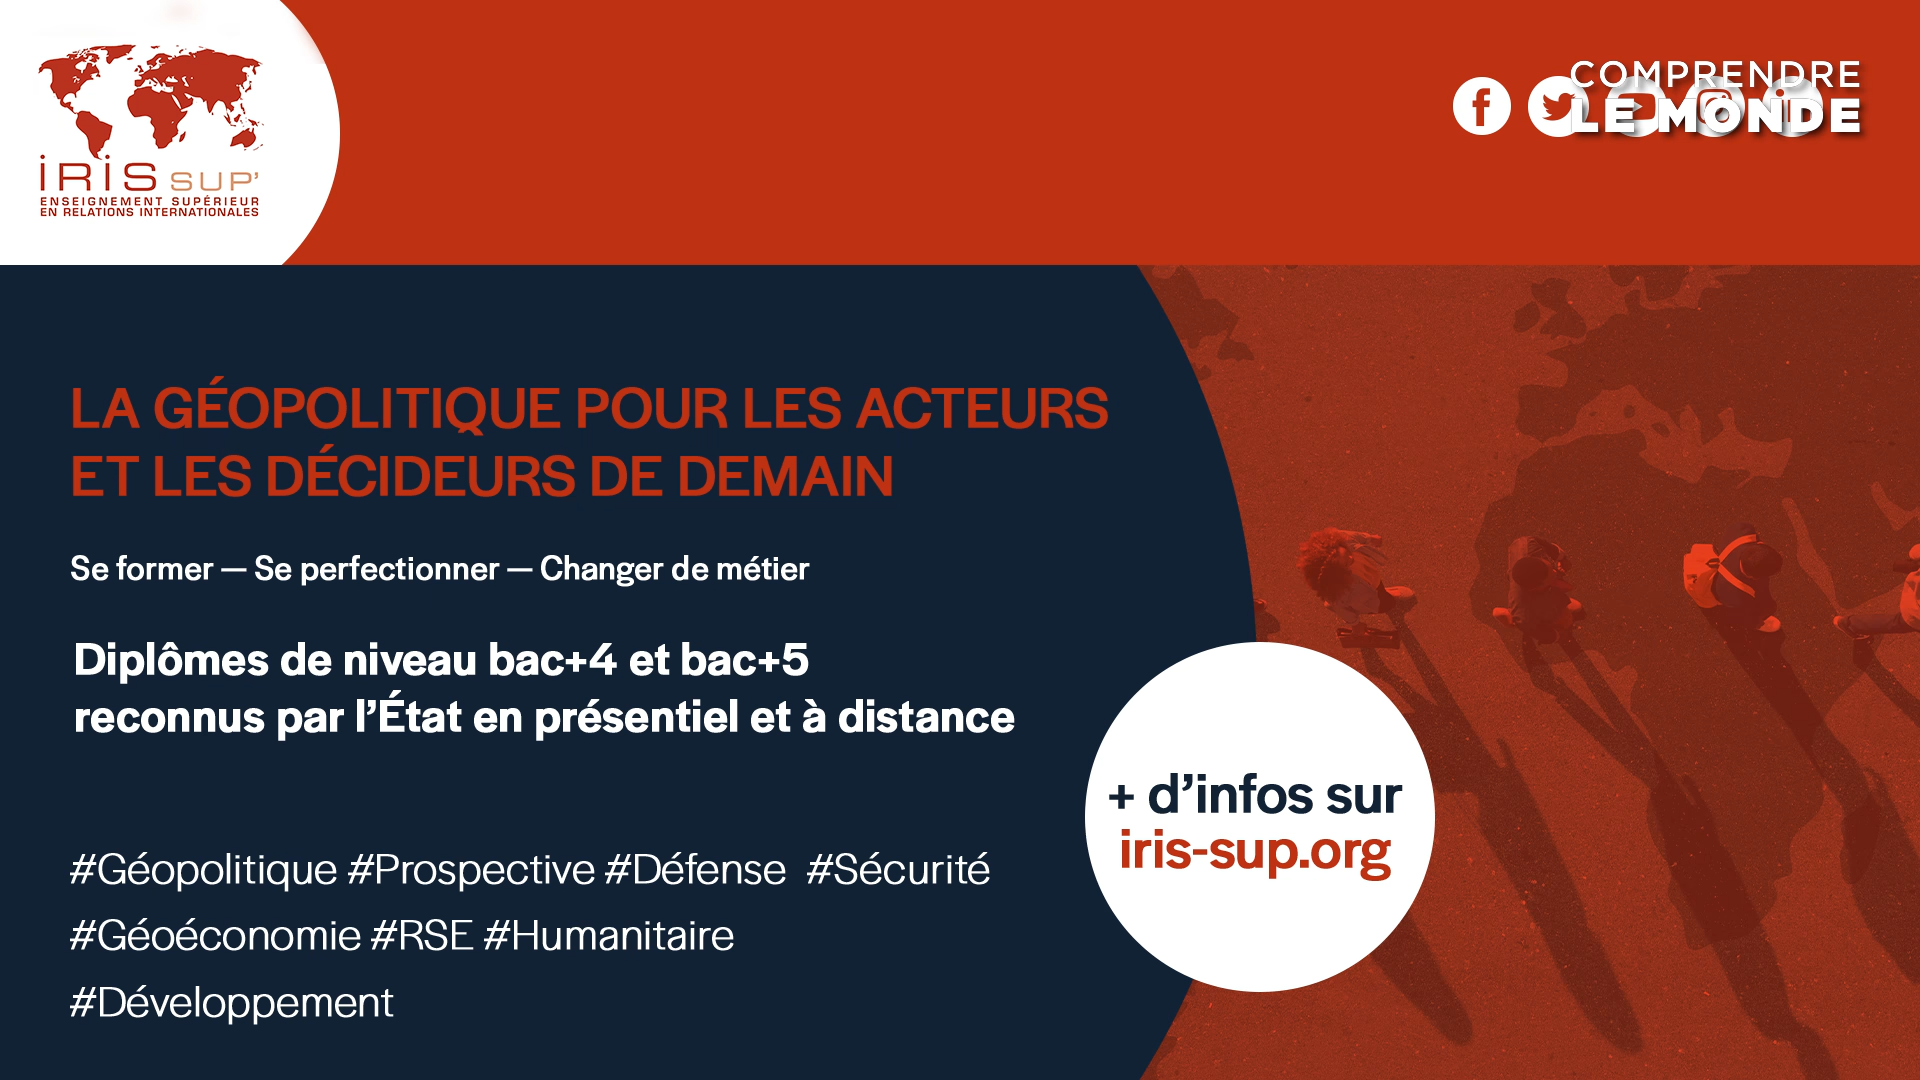 iRiS SUP'
ENSEIGNEMENT SUPÉRIEUR
EN RELATIONS INTERNATIONALES
COMPRENDRE
LE MONDE
LA GÉOPOLITIQUE POUR LES ACTEURS
ET LES DÉCIDEURS DE DEMAIN
Se former — Se perfectionner — Changer de métier
Diplômes de niveau bac+4 et bac+5
reconnus par l’État en présentiel et à distance
+ d’infos sur
iris-sup.org
#Géopolitique #Prospective #Défense #Sécurité
#Géoéconomie #RSE #Humanitaire
#Développement